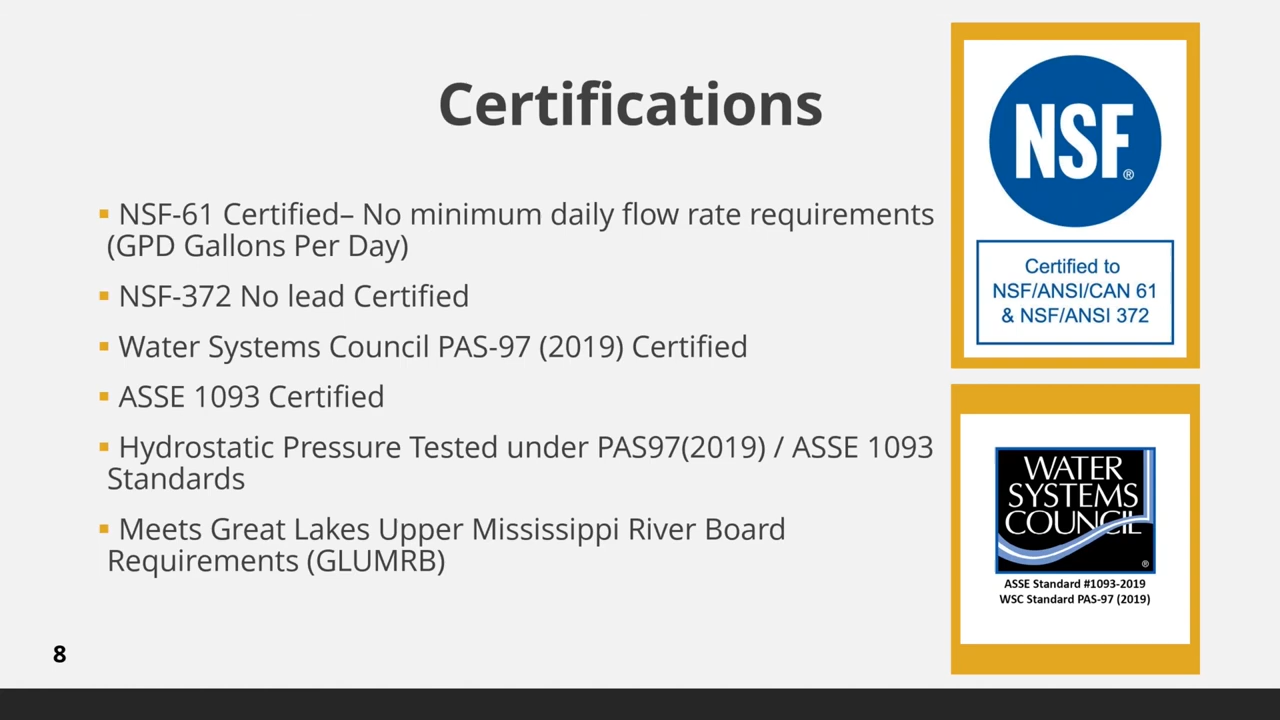 Certifications
▪ NSF-61 Certified– No minimum daily flow rate requirements
(GPD Gallons Per Day)
▪ NSF-372 No lead Certified
▪ Water Systems Council PAS-97 (2019) Certified
▪ ASSE 1093 Certified
▪ Hydrostatic Pressure Tested under PAS97(2019) / ASSE 1093
Standards
▪ Meets Great Lakes Upper Mississippi River Board
Requirements (GLUMRB)
NSF®
Certified to
NSF/ANSI/CAN 61
& NSF/ANSI 372
WATER
SYSTEMS
COUNCIL
®
ASSE Standard #1093-2019
WSC Standard PAS-97 (2019)
8